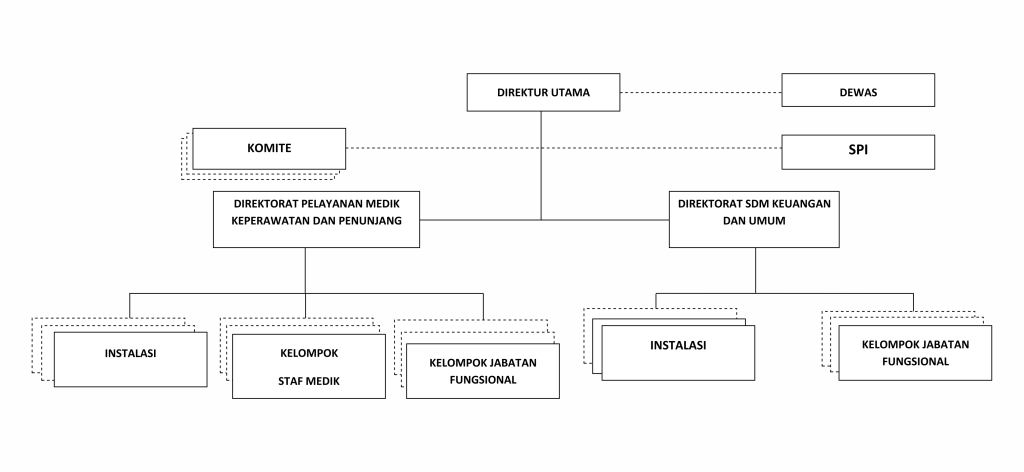 DIREKTUR UTAMA
DEWAS
KOMITE
SPI
DIREKTORAT PELAYANAN MEDIK
KEPERAWATAN DAN PENUNJANG
DIREKTORAT SDM KEUANGAN
DAN UMUM
INSTALASI
KELOMPOK
STAF MEDIK
KELOMPOK JABATAN
FUNGSIONAL
INSTALASI
KELOMPOK JABATAN
FUNGSIONAL